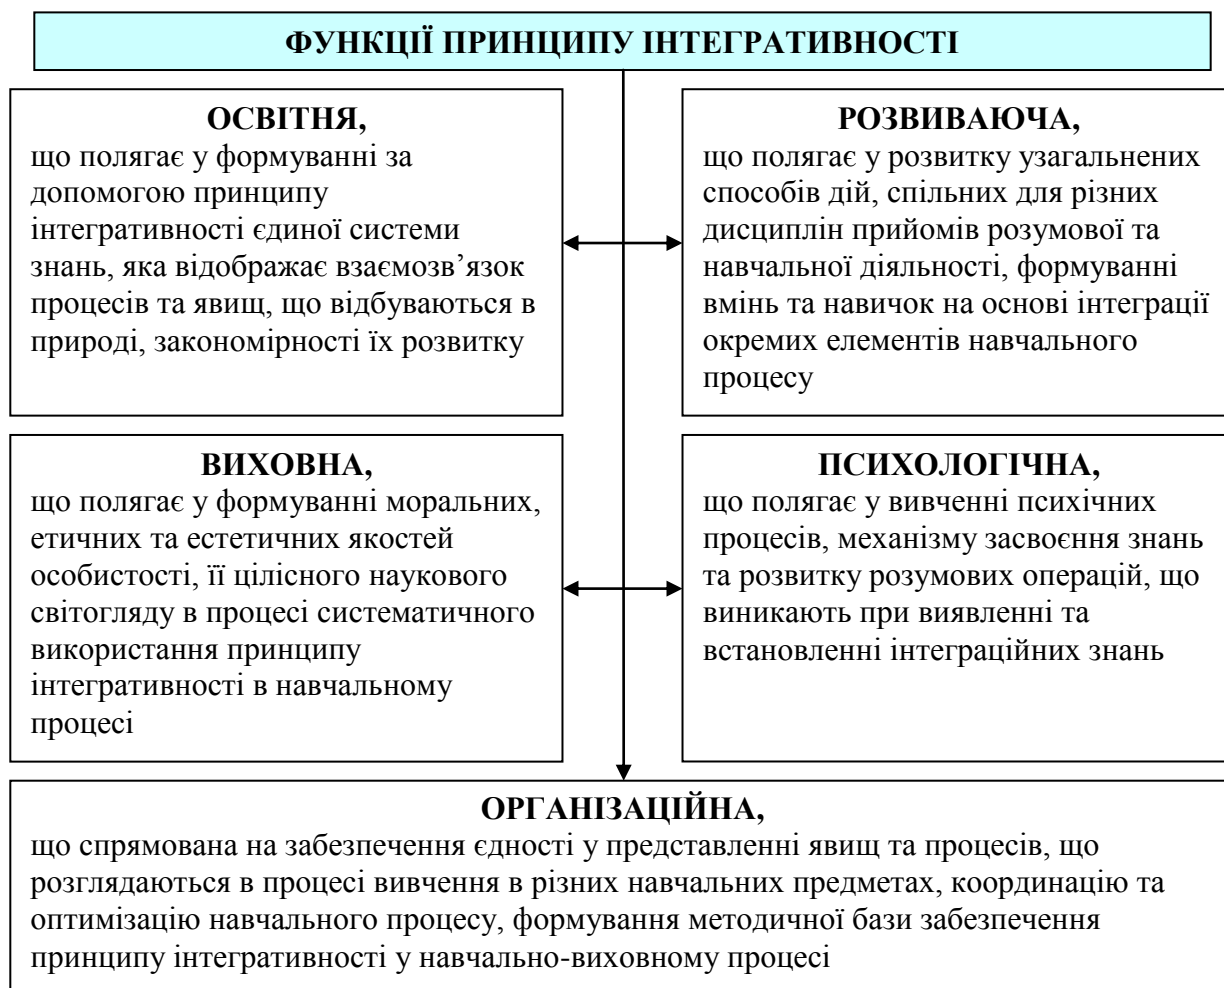 ФУНКЦІЇ ПРИНЦИПУ ІНТЕГРАТИВНОСТІ
ОСВІТНЯ,
що полягає у формуванні за
допомогою принципу
інтегративності єдиної системи
знань, яка відображає взаємозв’язок
процесів та явищ, що відбуваються в
природі, закономірності їх розвитку
РОЗВИВАЮЧА,
що полягає у розвитку узагальнених
способів дій, спільних для різних
дисциплін прийомів розумової та
навчальної діяльності, формуванні
вмінь та навичок на основі інтеграції
окремих елементів навчального
процесу
ВИХОВНА,
що полягає у формуванні моральних,
етичних та естетичних якостей
особистості, її цілісного наукового
світогляду в процесі систематичного
використання принципу
інтегративності в навчальному
процесі
ПСИХОЛОГІЧНА,
що полягає у вивченні психічних
процесів, механізму засвоєння знань
та розвитку розумових операцій, що
виникають при виявленні та
встановленні інтеграційних знань
ОРГАНІЗАЦІЙНА,
що спрямована на забезпечення єдності у представленні явищ та процесів, що
розглядаються в процесі вивчення в різних навчальних предметах, координацію та
оптимізацію навчального процесу, формування методичної бази забезпечення
принципу інтегративності у навчально-виховному процесі